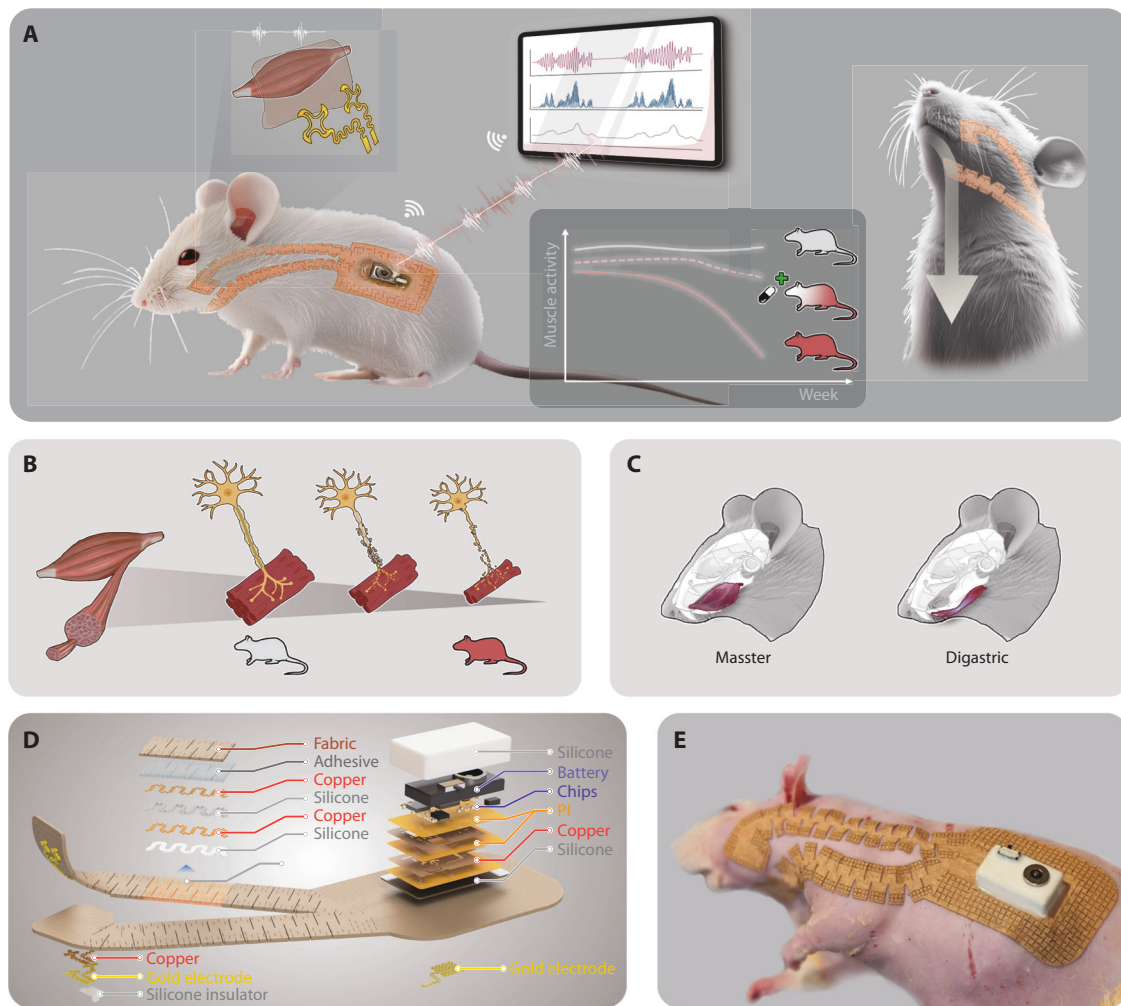 A
Muscle activity
Week
B
C
Masster
Digastric
D
Fabric
Adhesive
Copper
Silicone
Copper
Silicone
Silicone
Battery
Chips
PI
Copper
Silicone
Copper
Gold electrode
Silicone insulator
Gold electrode
E